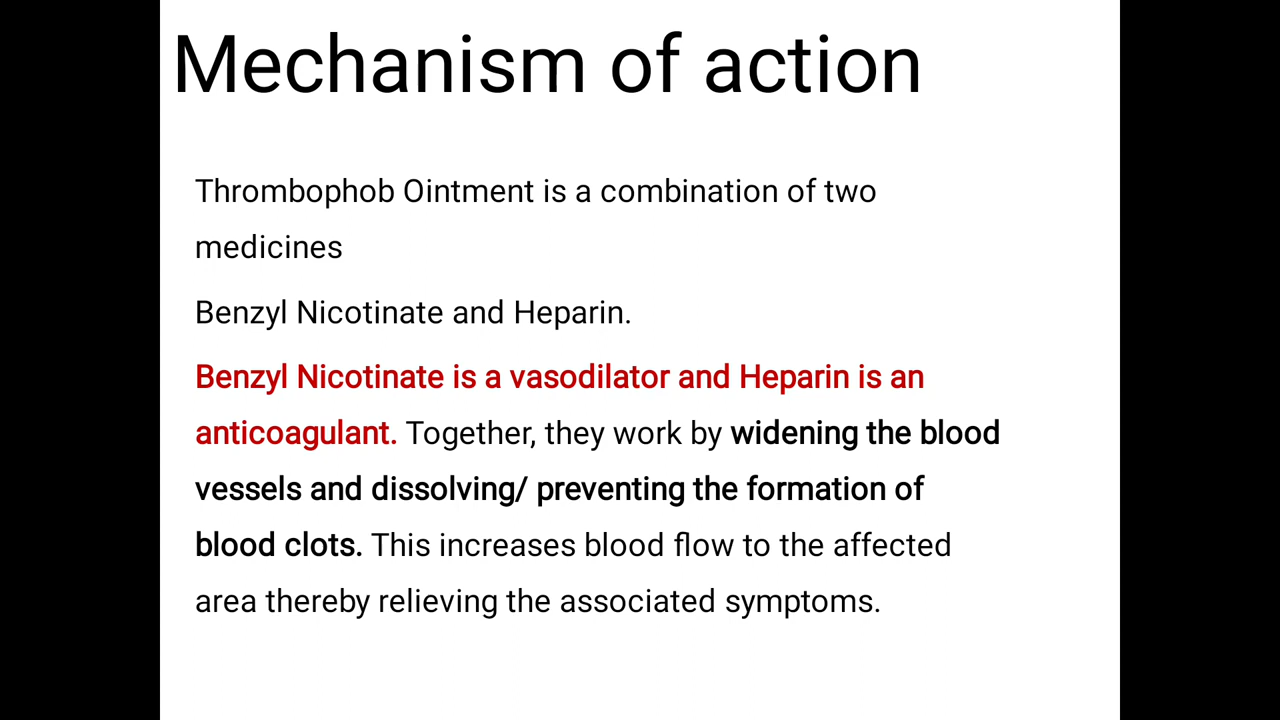 Mechanism of action
Thrombophob Ointment is a combination of two
medicines
Benzyl Nicotinate and Heparin.
Benzyl Nicotinate is a vasodilator and Heparin is an
anticoagulant. Together, they work by widening the blood
vessels and dissolving/ preventing the formation of
blood clots. This increases blood flow to the affected
area thereby relieving the associated symptoms.